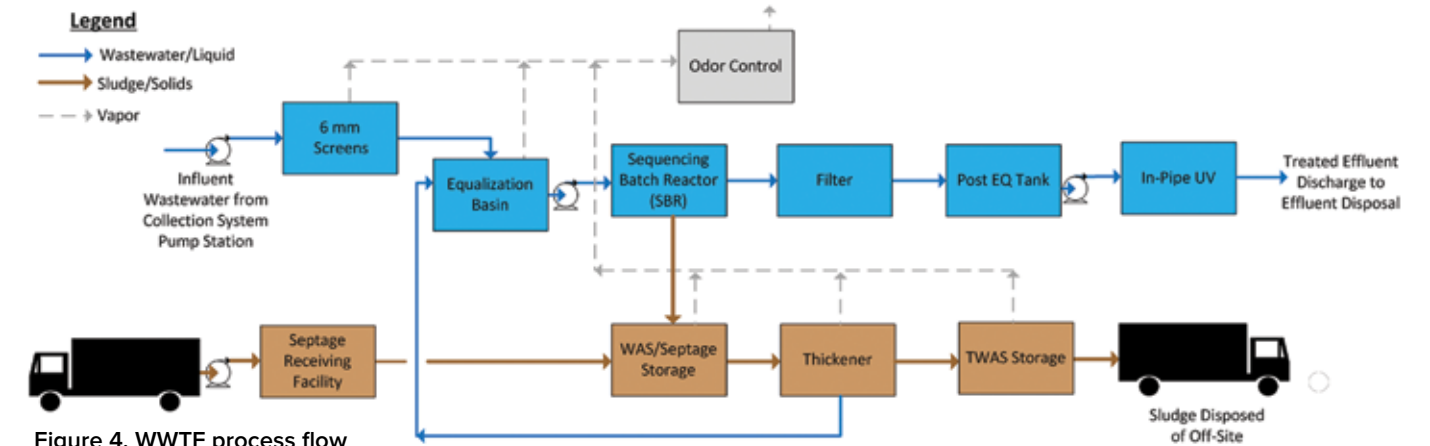 Legend
Wastewater/Liquid
Sludge/Solids
Vapor
Odor Control
6 mm
Screens
Influent
Wastewater from
Collection System
Pump Station
Equalization
Basin
Sequencing
Batch Reactor
(SBR)
Filter
Post EQ Tank
In-Pipe UV
Treated Effluent
Discharge to
Effluent Disposal
Septage
Receiving
Facility
WAS/Septage
Storage
Thickener
TWAS Storage
Sludge Disposed
of Off-Site
Figure 4. WWTF process flow